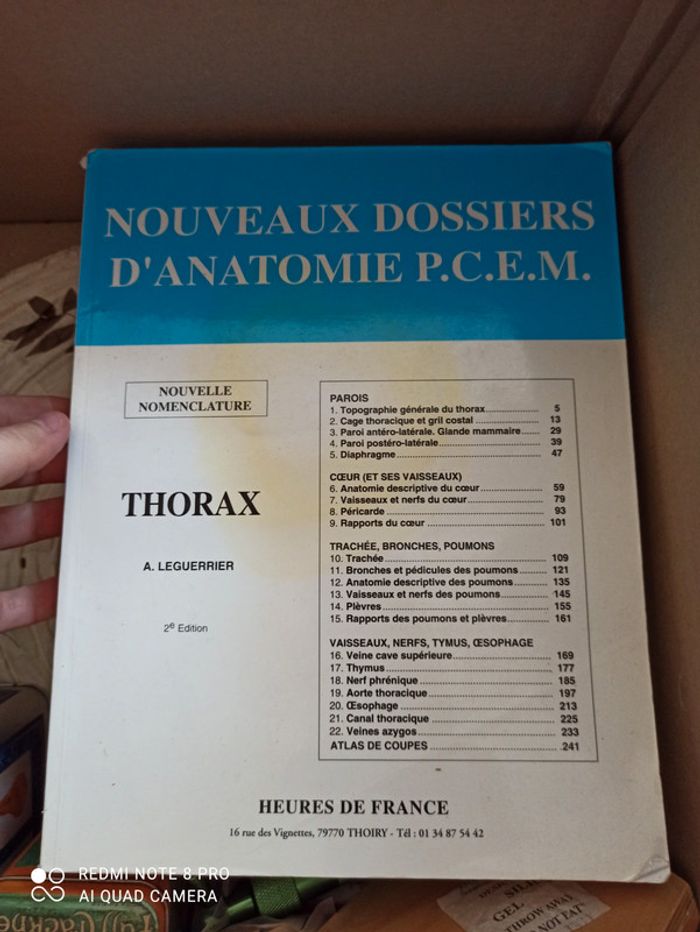 NOUVEAUX DOSSIERS
D'ANATOMIE P.C.E.M.
NOUVELLE
NOMENCLATURE
THORAX
A. LEGUERRIER
2e Edition
PAROIS
1. Topographie générale du thorax 5
2. Cage thoracique et gril costal 13
3. Paroi antéro-latérale. Glande mammaire 29
4. Paroi postéro-latérale 39
5. Diaphragme 47
CŒUR (ET SES VAISSEAUX)
6. Anatomie descriptive du cœur 59
7. Vaisseaux et nerfs du cœur 79
8. Péricarde 93
9. Rapports du cœur 101
TRACHÉE, BRONCHES, POUMONS
10. Trachée 109
11. Bronches et pédicules des poumons 121
12. Anatomie descriptive des poumons 135
13. Vaisseaux et nerfs des poumons 145
14. Plèvres 155
15. Rapports des poumons et plèvres 161
VAISSEAUX, NERFS, TYMUS, ŒSOPHAGE
16. Veine cave supérieure 169
17. Thymus 177
18. Nerf phrénique 185
19. Aorte thoracique 197
20. Œsophage 213
21. Canal thoracique 225
22. Veines azygos 233
ATLAS DE COUPES 241
HEURES DE FRANCE
16 rue des Vignettes, 79770 THOIRY - Tél : 01 34 87 54 42
REDMI NOTE 8 PRO
AI QUAD CAMERA
GEL
THROW AWAY
NOT EAT"